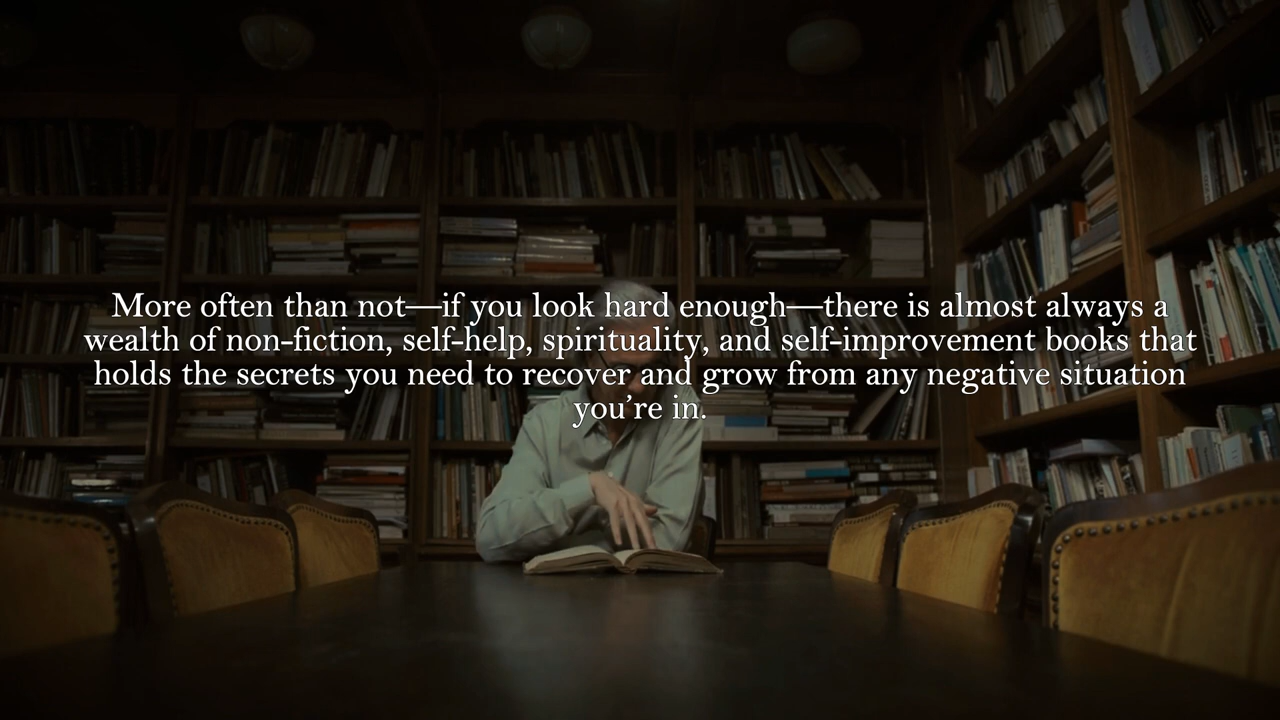 More often than not—if you look hard enough—there is almost always a
wealth of non-fiction, self-help, spirituality, and self-improvement books that
holds the secrets you need to recover and grow from any negative situation
you’re in.